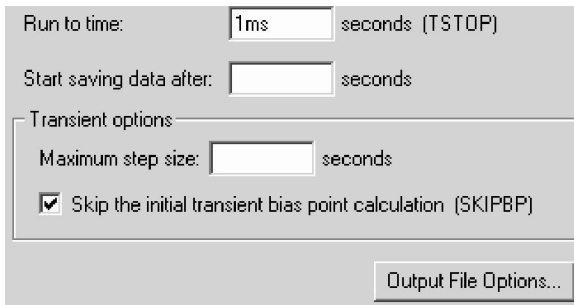 Run to time: 1ms seconds (TSTOP)
Start saving data after: seconds
Transient options
Maximum step size: seconds
Skip the initial transient bias point calculation (SKIPBP)
Output File Options...